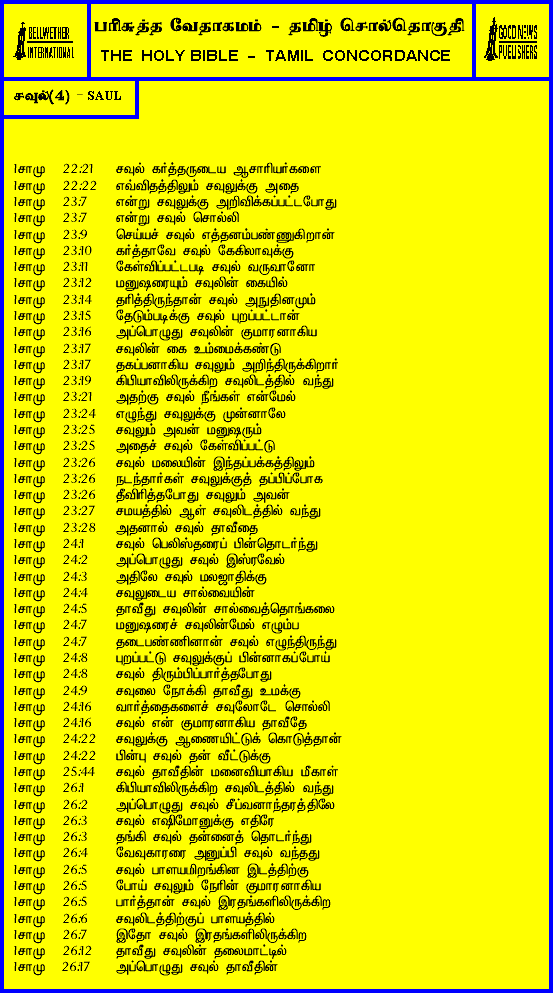 BELLWETHER
INTERNATIONAL
பரிசுத்த வேதாகமம் - தமிழ் சொல்தொகுதி
THE HOLY BIBLE - TAMIL CONCORDANCE
GOOD NEWS
PUBLISHERS
சவுல்(4) - SAUL
1சாமு 22:21 சவுல் கர்த்தருடைய ஆசாரியர்களை
1சாமு 22:22 எவ்விதத்திலும் சவுலுக்கு அதை
1சாமு 23:7 என்று சவுலுக்கு அறிவிக்கப்பட்டபோது
1சாமு 23:7 என்று சவுல் சொல்லி
1சாமு 23:9 செய்யச் சவுல் எத்தனம்பண்ணுகிறான்
1சாமு 23:10 கர்த்தாவே சவுல் கேகிலாவுக்கு
1சாமு 23:11 கேள்விப்பட்டபடி சவுல் வருவானோ
1சாமு 23:12 மனுஷரையும் சவுலின் கையில்
1சாமு 23:14 தரித்திருந்தான் சவுல் அநுதினமும்
1சாமு 23:15 தேடும்படிக்கு சவுல் புறப்பட்டான்
1சாமு 23:16 அப்பொழுது சவுலின் குமாரனாகிய
1சாமு 23:17 சவுலின் கை உம்மைக்கண்டு
1சாமு 23:17 தகப்பனாகிய சவுலும் அறிந்திருக்கிறார்
1சாமு 23:19 கிபியாவிலிருக்கிற சவுலிடத்தில் வந்து
1சாமு 23:21 அதற்கு சவுல் நீங்கள் என்மேல்
1சாமு 23:24 எழுந்து சவுலுக்கு முன்னாலே
1சாமு 23:25 சவுலும் அவன் மனுஷரும்
1சாமு 23:25 அதைச் சவுல் கேள்விப்பட்டு
1சாமு 23:26 சவுல் மலையின் இந்தப்பக்கத்திலும்
1சாமு 23:26 நடந்தார்கள் சவுலுக்குத் தப்பிப்போக
1சாமு 23:26 தீவிரித்தபோது சவுலும் அவன்
1சாமு 23:27 சமயத்தில் ஆள் சவுலிடத்தில் வந்து
1சாமு 23:28 அதனால் சவுல் தாவீதை
1சாமு 24:1 சவுல் பெலிஸ்தரைப் பின்தொடர்ந்து
1சாமு 24:2 அப்பொழுது சவுல் இஸ்ரவேல்
1சாமு 24:3 அதிலே சவுல் மலஜாதிக்கு
1சாமு 24:4 சவுலுடைய சால்வையின்
1சாமு 24:5 தாவீது சவுலின் சால்வைத்தொங்கலை
1சாமு 24:7 மனுஷரைச் சவுலின்மேல் எழும்ப
1சாமு 24:7 தடைபண்ணினான் சவுல் எழுந்திருந்து
1சாமு 24:8 புறப்பட்டு சவுலுக்குப் பின்னாகப்போய்
1சாமு 24:8 சவுல் திரும்பிப்பார்த்தபோது
1சாமு 24:9 சவுலை நோக்கி தாவீது உமக்கு
1சாமு 24:16 வார்த்தைகளைச் சவுலோடே சொல்லி
1சாமு 24:16 சவுல் என் குமாரனாகிய தாவீதே
1சாமு 24:22 சவுலுக்கு ஆணையிட்டுக் கொடுத்தான்
1சாமு 24:22 பின்பு சவுல் தன் வீட்டுக்கு
1சாமு 25:44 சவுல் தாவீதின் மனைவியாகிய மீகாள்
1சாமு 26:1 கிபியாவிலிருக்கிற சவுலிடத்தில் வந்து
1சாமு 26:2 அப்பொழுது சவுல் சீப்வனாந்தரத்திலே
1சாமு 26:3 சவுல் எஷிமோனுக்கு எதிரே
1சாமு 26:3 தங்கி சவுல் தன்னைத் தொடர்ந்து
1சாமு 26:4 வேவுகாரரை அனுப்பி சவுல் வந்தது
1சாமு 26:5 சவுல் பாளயமிறங்கின இடத்திற்கு
1சாமு 26:5 போய் சவுலும் நேரின் குமாரனாகிய
1சாமு 26:5 பார்த்தான் சவுல் இரதங்களிலிருக்கிற
1சாமு 26:6 சவுலிடத்திற்குப் பாளயத்தில்
1சாமு 26:7 இதோ சவுல் இரதங்களிலிருக்கிற
1சாமு 26:12 தாவீது சவுலின் தலைமாட்டில்
1சாமு 26:17 அப்பொழுது சவுல் தாவீதின்